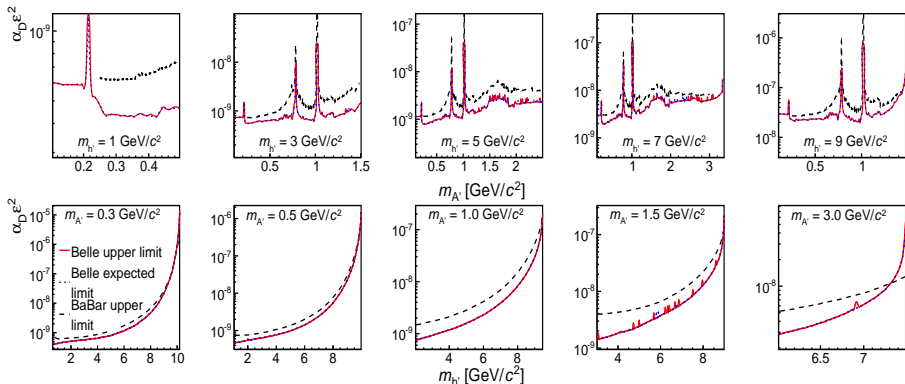 α_D ε²
10⁻⁹
m_h' = 1 GeV/c²
0.2 0.3 0.4
10⁻⁸
10⁻⁹
m_h' = 3 GeV/c²
0.5 1 1.5
10⁻⁷
10⁻⁸
10⁻⁹
m_h' = 5 GeV/c²
0.5 1 1.5 2
10⁻⁷
10⁻⁸
10⁻⁹
m_h' = 7 GeV/c²
1 2 3
10⁻⁷
10⁻⁸
m_h' = 9 GeV/c²
0.5 1
m_A' [GeV/c²]
α_D ε²
10⁻⁵
10⁻⁶
10⁻⁷
10⁻⁸
10⁻⁹
m_A' = 0.3 GeV/c²
Belle upper limit
Belle expected
limit
BaBar upper
limit
2 4 6 8 10
10⁻⁶
10⁻⁷
10⁻⁸
10⁻⁹
m_A' = 0.5 GeV/c²
2 4 6 8
10⁻⁷
10⁻⁸
10⁻⁹
m_A' = 1.0 GeV/c²
4 6 8
10⁻⁷
10⁻⁸
10⁻⁹
m_A' = 1.5 GeV/c²
4 6 8
10⁻⁸
m_A' = 3.0 GeV/c²
6.5 7
m_h' [GeV/c²]